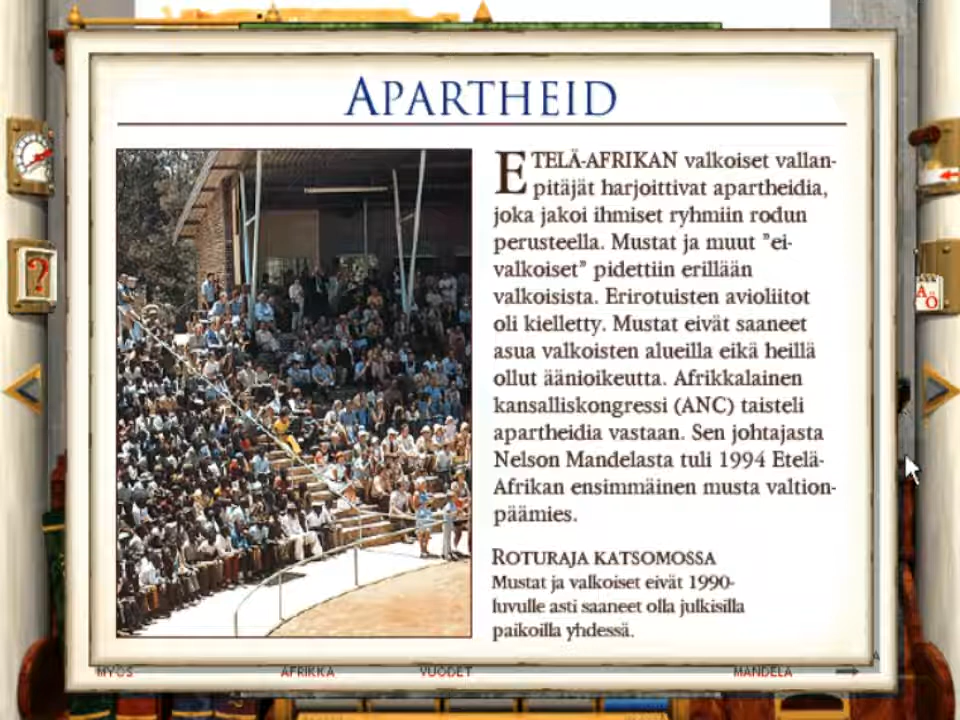 APARTHEID
ETELÄ-AFRIKAN valkoiset vallan-
pitäjät harjoittivat apartheidia,
joka jakoi ihmiset ryhmiin rodun
perusteella. Mustat ja muut ”ei-
valkoiset” pidettiin erillään
valkoisista. Erirotuisten avioliitot
oli kielletty. Mustat eivät saaneet
asua valkoisten alueilla eikä heillä
ollut äänioikeutta. Afrikkalainen
kansalliskongressi (ANC) taisteli
apartheidia vastaan. Sen johtajasta
Nelson Mandelasta tuli 1994 Etelä-
Afrikan ensimmäinen musta valtion-
päämies.
ROTURAJA KATSOMOSSA
Mustat ja valkoiset eivät 1990-
luvulle asti saaneet olla julkisilla
paikoilla yhdessä.
MYÖS AFRIKKA VUODET MANDELA
?
AÖ